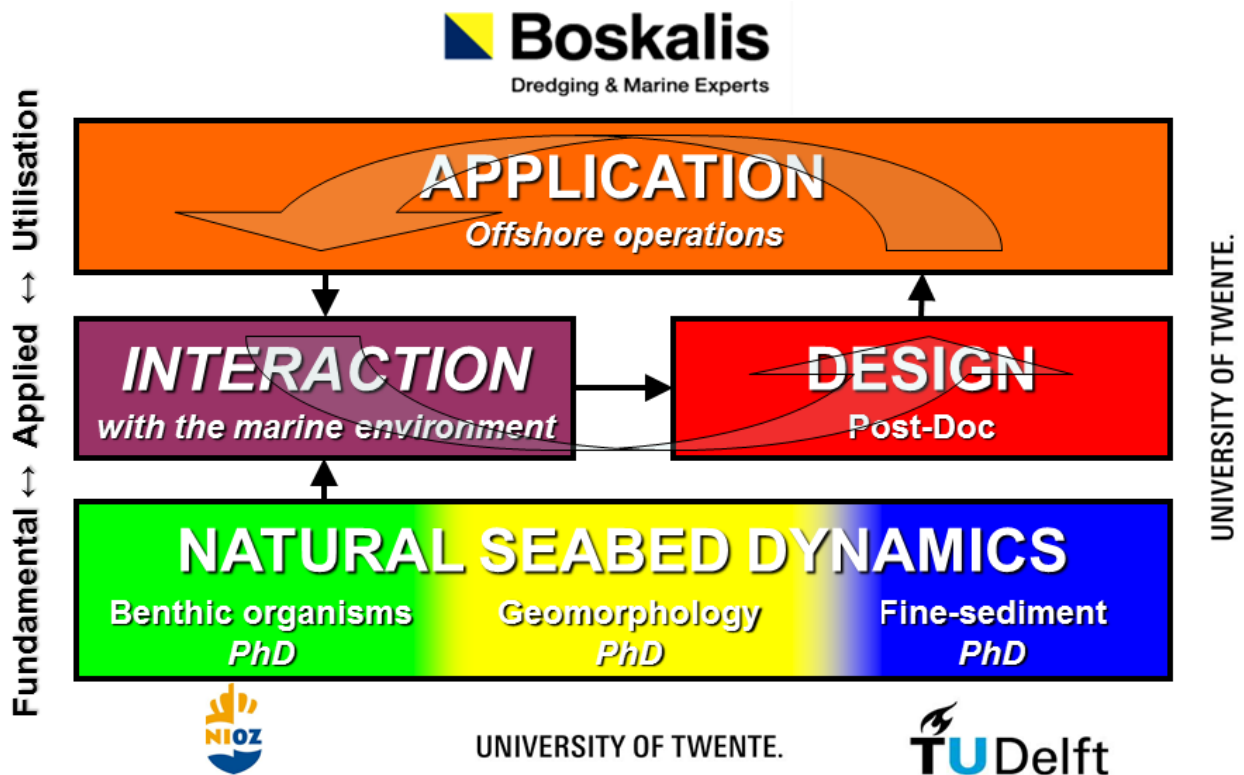 Boskalis
Dredging & Marine Experts
Fundamental ↔ Applied ↔ Utilisation
APPLICATION
Offshore operations
INTERACTION
with the marine environment
DESIGN
Post-Doc
UNIVERSITY OF TWENTE.
NATURAL SEABED DYNAMICS
Benthic organisms
PhD
Geomorphology
PhD
Fine-sediment
PhD
NIOZ
UNIVERSITY OF TWENTE.
TUDelft